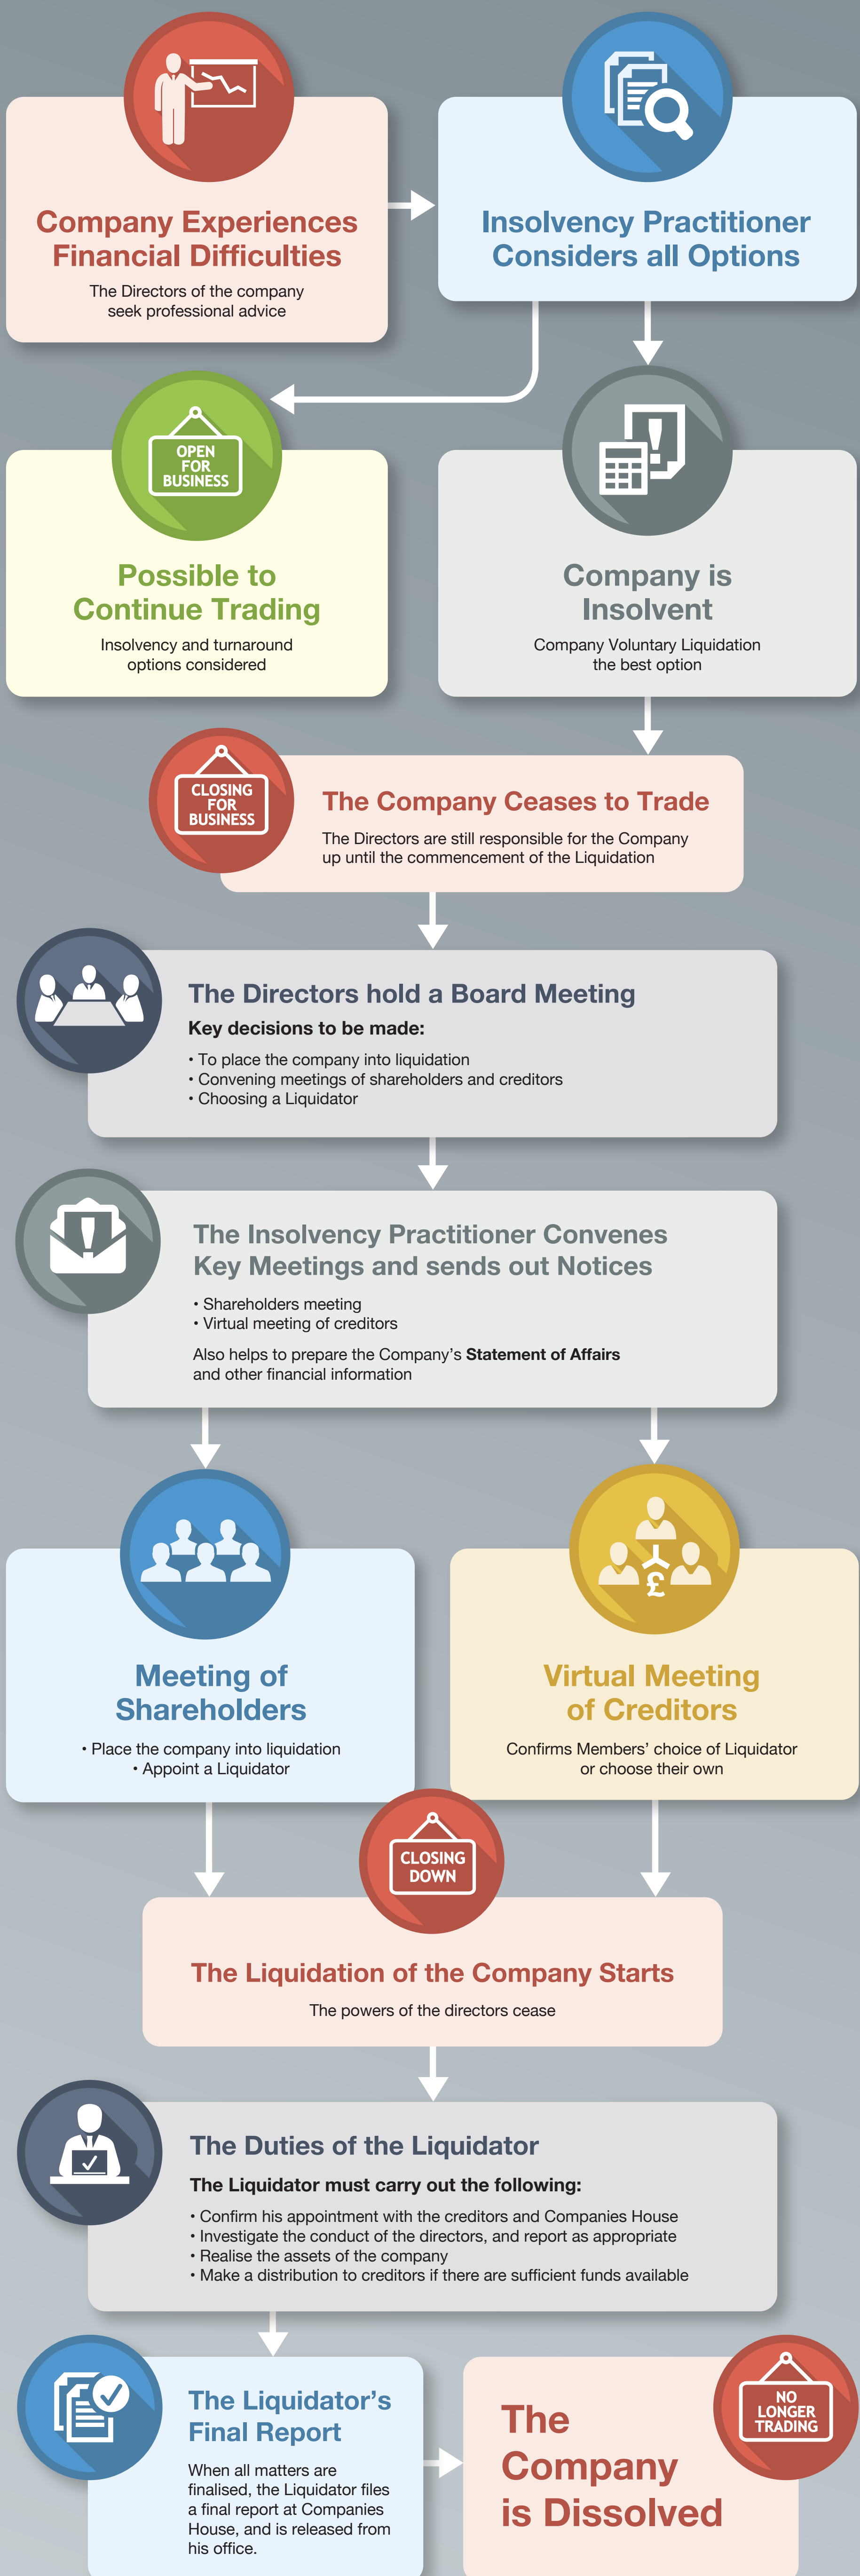 Company Experiences
Financial Difficulties
The Directors of the company
seek professional advice
Insolvency Practitioner
Considers all Options
OPEN
FOR
BUSINESS
Possible to
Continue Trading
Insolvency and turnaround
options considered
Company is
Insolvent
Company Voluntary Liquidation
the best option
CLOSING
FOR
BUSINESS
The Company Ceases to Trade
The Directors are still responsible for the Company
up until the commencement of the Liquidation
The Directors hold a Board Meeting
Key decisions to be made:
• To place the company into liquidation
• Convening meetings of shareholders and creditors
• Choosing a Liquidator
The Insolvency Practitioner Convenes
Key Meetings and sends out Notices
• Shareholders meeting
• Virtual meeting of creditors
Also helps to prepare the Company’s Statement of Affairs
and other financial information
Meeting of
Shareholders
• Place the company into liquidation
• Appoint a Liquidator
£
Virtual Meeting
of Creditors
Confirms Members’ choice of Liquidator
or choose their own
CLOSING
DOWN
The Liquidation of the Company Starts
The powers of the directors cease
The Duties of the Liquidator
The Liquidator must carry out the following:
• Confirm his appointment with the creditors and Companies House
• Investigate the conduct of the directors, and report as appropriate
• Realise the assets of the company
• Make a distribution to creditors if there are sufficient funds available
The Liquidator’s
Final Report
When all matters are
finalised, the Liquidator files
a final report at Companies
House, and is released from
his office.
NO
LONGER
TRADING
The
Company
is Dissolved